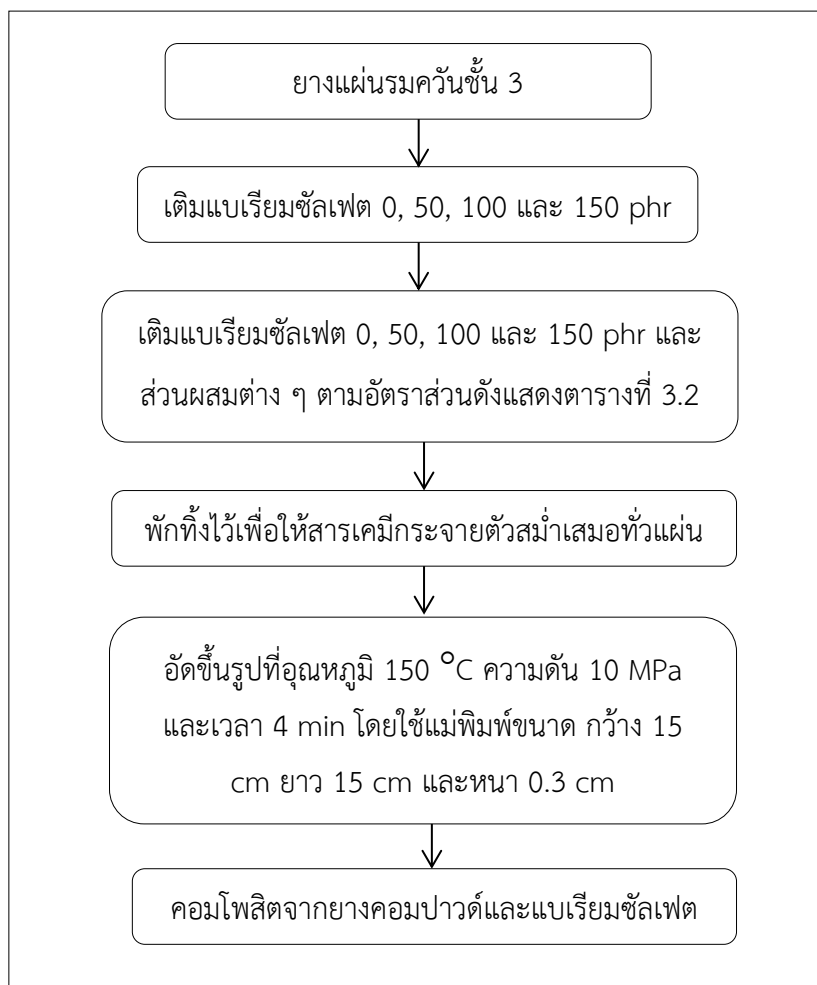 ยางแผ่นรมควันชั้น 3
เติมแบเรียมซัลเฟต 0, 50, 100 และ 150 phr
เติมแบเรียมซัลเฟต 0, 50, 100 และ 150 phr และ
ส่วนผสมต่าง ๆ ตามอัตราส่วนดังแสดงตารางที่ 3.2
พักทิ้งไว้เพื่อให้สารเคมีกระจายตัวสม่ำเสมอทั่วแผ่น
อัดขึ้นรูปที่อุณหภูมิ 150 °C ความดัน 10 MPa
และเวลา 4 min โดยใช้แม่พิมพ์ขนาด กว้าง 15
cm ยาว 15 cm และหนา 0.3 cm
คอมโพสิตจากยางคอมปาวด์และแบเรียมซัลเฟต